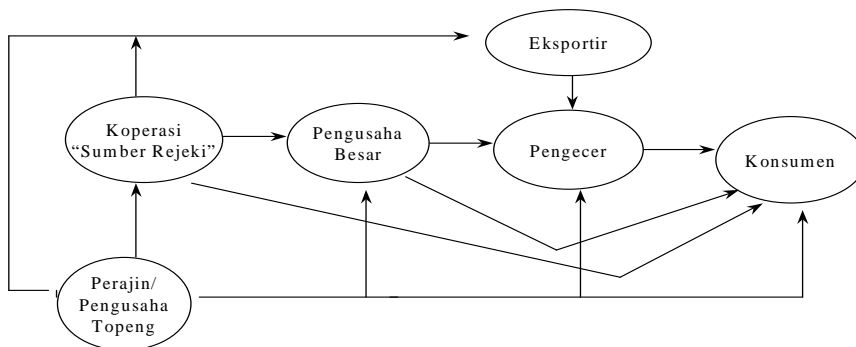 Eksportir
Koperasi
“Sumber Rejeki”
Pengusaha
Besar
Pengecer
Konsumen
Perajin/
Pengusaha
Topeng